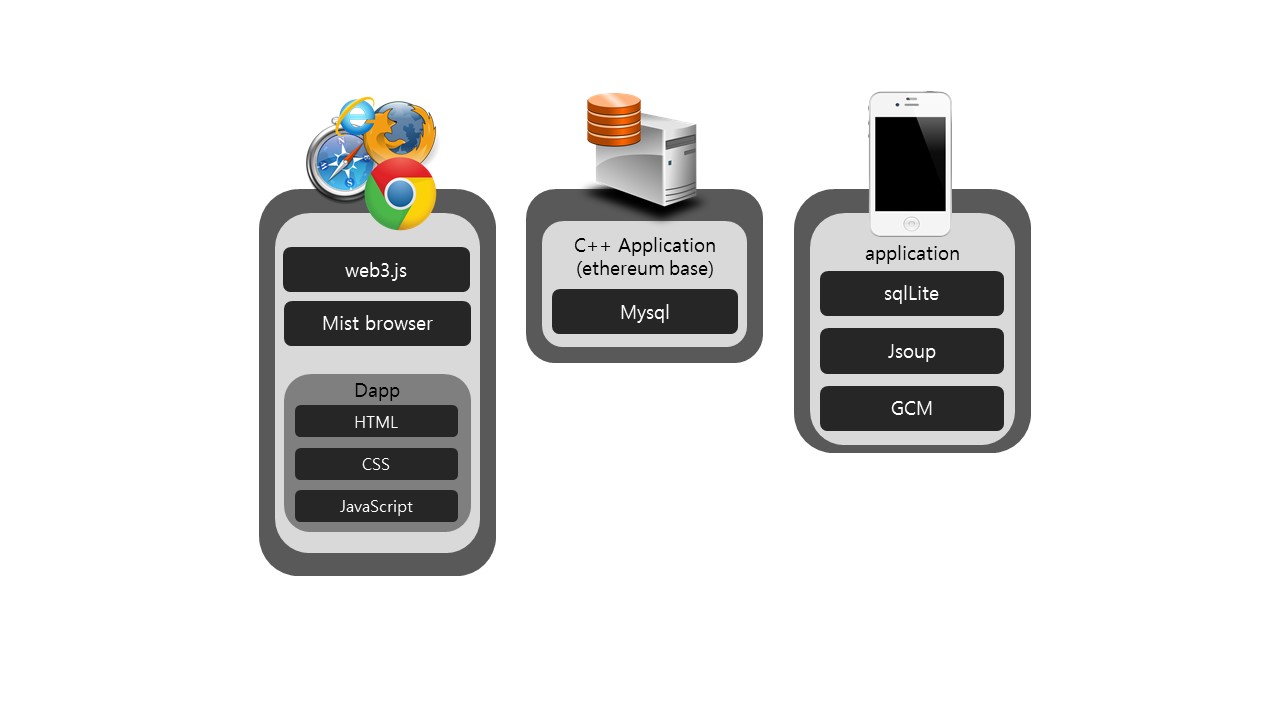 web3.js
Mist browser
Dapp
HTML
CSS
JavaScript
C++ Application
(ethereum base)
Mysql
application
sqlLite
Jsoup
GCM